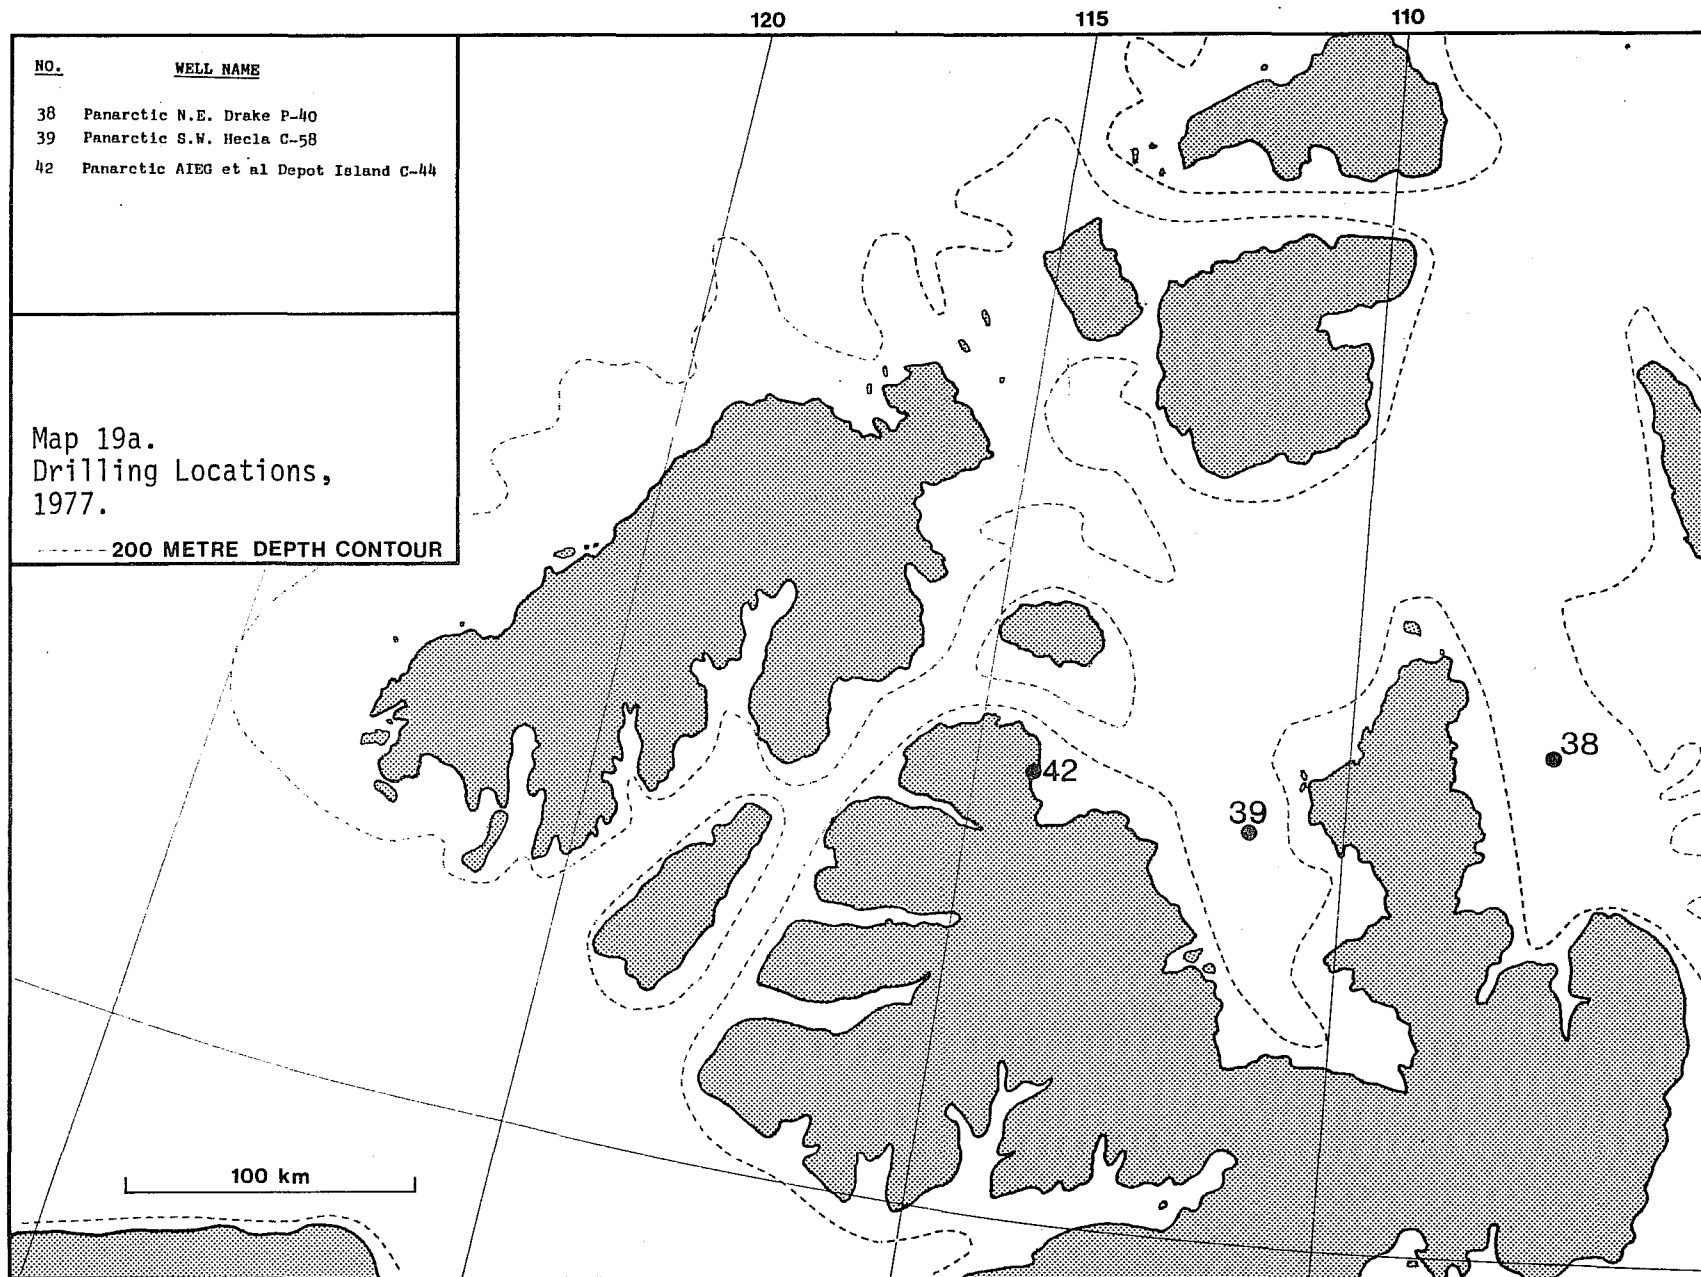 120 115 110
NO. WELL NAME
38 Panarctic N.E. Drake P-40
39 Panarctic S.W. Hecla C-58
42 Panarctic AIEG et al Depot Island C-44
Map 19a.
Drilling Locations,
1977.
200 METRE DEPTH CONTOUR
38
42
39
100 km